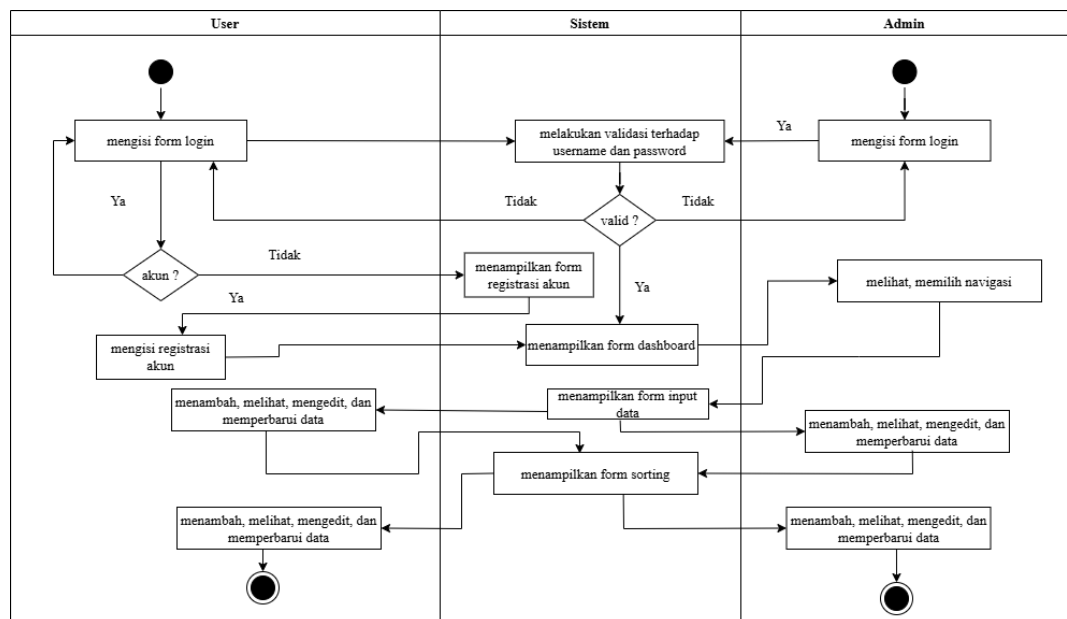 User
Sistem
Admin
mengisi form login
melakukan validasi terhadap
username dan password
Ya
mengisi form login
Ya
Tidak
valid ?
Tidak
akun ?
Tidak
menampilkan form
registrasi akun
Ya
melihat, memilih navigasi
Ya
mengisi registrasi
akun
menampilkan form dashboard
menambah, melihat, mengedit, dan
memperbarui data
menampilkan form input
data
menambah, melihat, mengedit, dan
memperbarui data
menampilkan form sorting
menambah, melihat, mengedit, dan
memperbarui data
menambah, melihat, mengedit, dan
memperbarui data